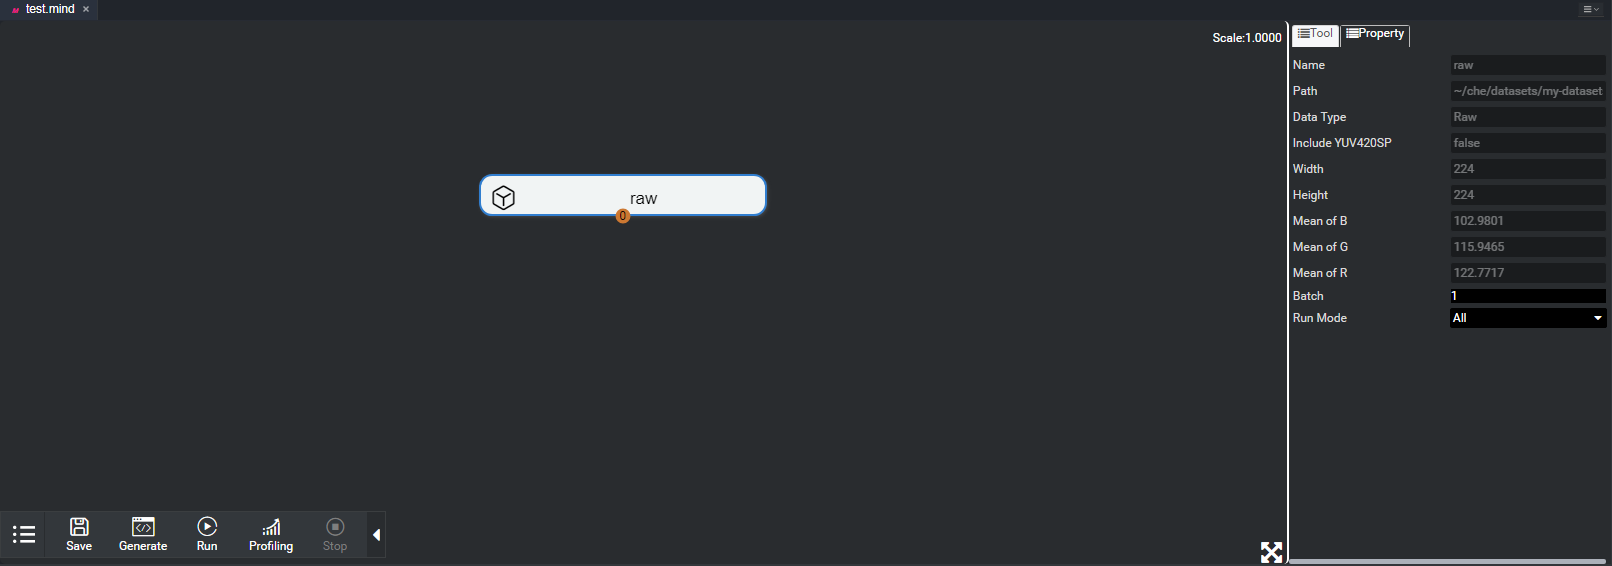 test.mind ×
Scale:1.0000
Tool Property
Name raw
Path ~/che/datasets/my-dataset
Data Type Raw
Include YUV420SP false
Width 224
Height 224
Mean of B 102.9801
Mean of G 115.9465
Mean of R 122.7717
Batch 1
Run Mode All
raw
0
Save Generate Run Profiling Stop